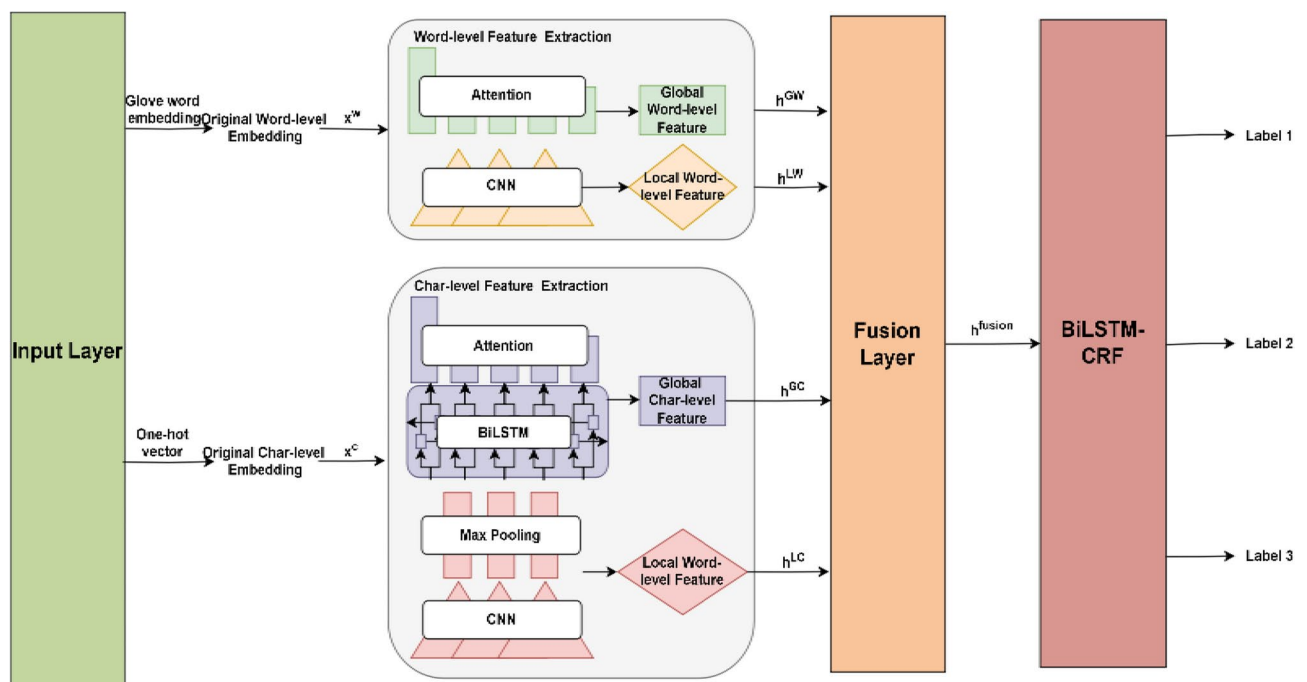 Input Layer
Glove word
embedding
Original Word-level
Embedding
x^W
Word-level Feature Extraction
Attention
Global
Word-level
Feature
h^GW
CNN
Local Word-
level Feature
h^LW
One-hot
vector
Original Char-level
Embedding
x^C
Char-level Feature Extraction
Attention
BiLSTM
Global
Char-level
Feature
h^GC
Max Pooling
CNN
Local Word-
level Feature
h^LC
Fusion
Layer
h^fusion
BiLSTM-
CRF
Label 1
Label 2
Label 3